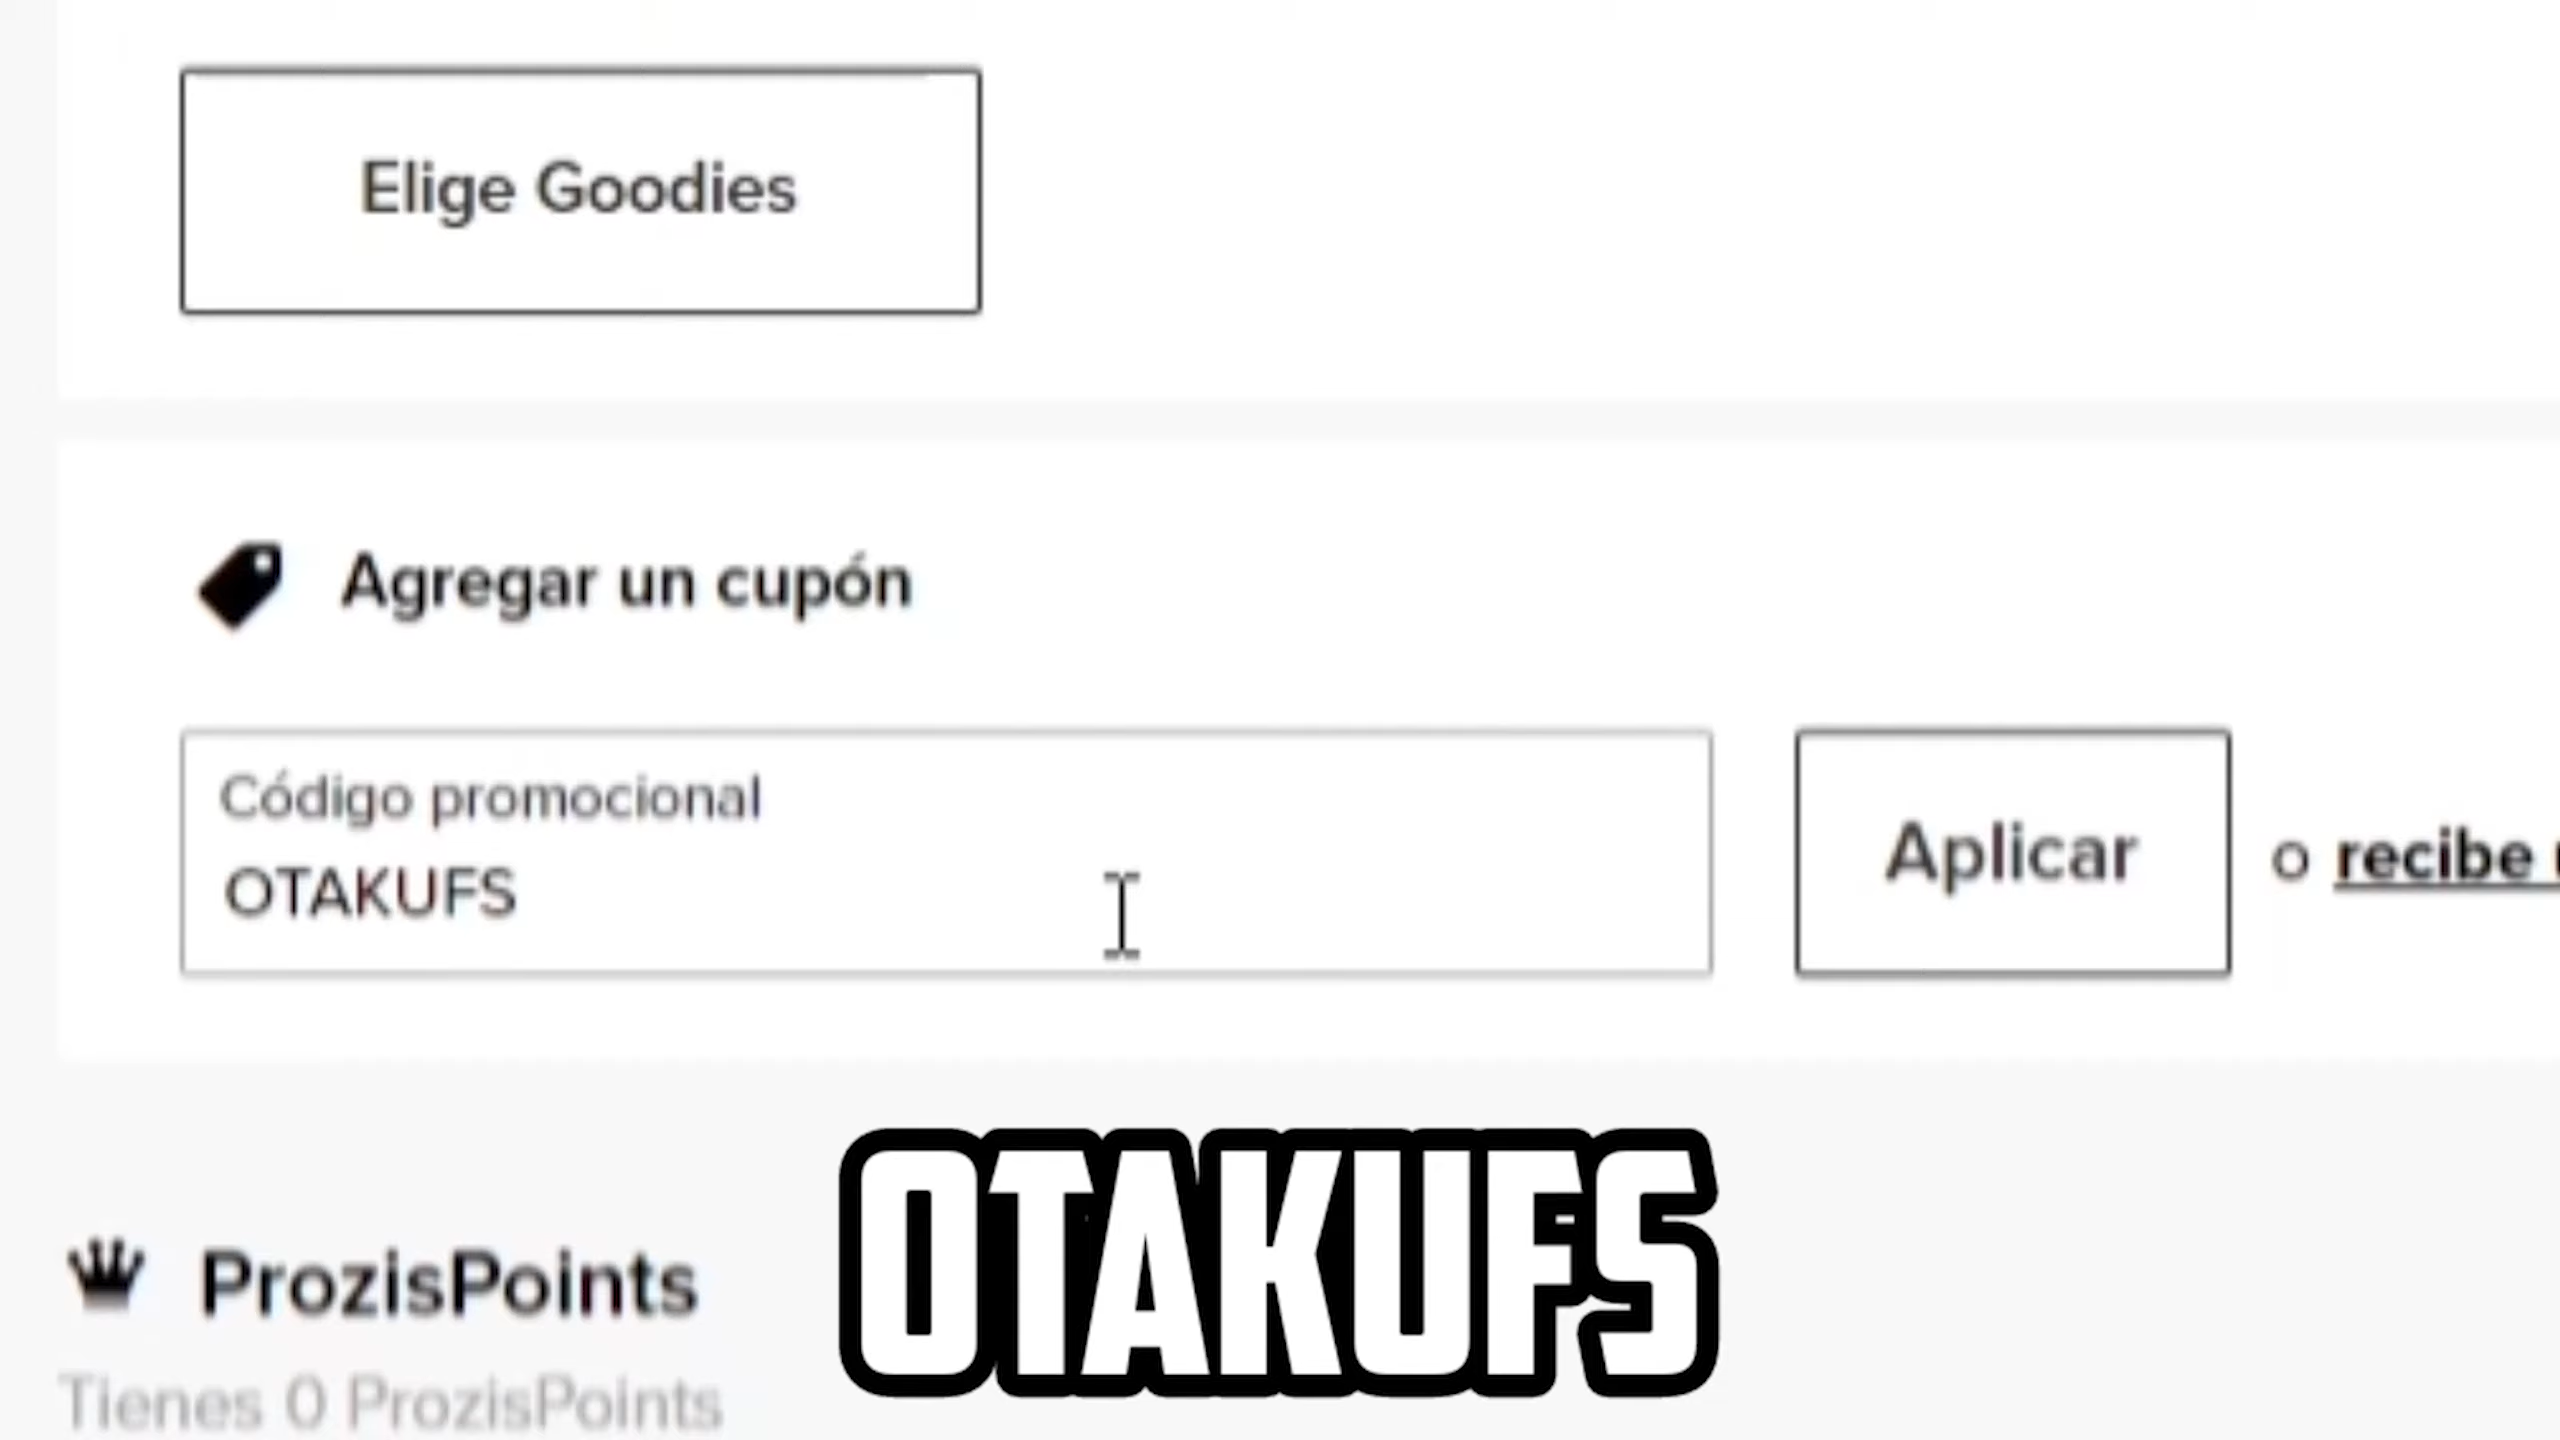 Elige Goodies
Agregar un cupón
Código promocional
OTAKUFS
Aplicar
o recibe
OTAKUFS
ProzisPoints
Tienes 0 ProzisPoints